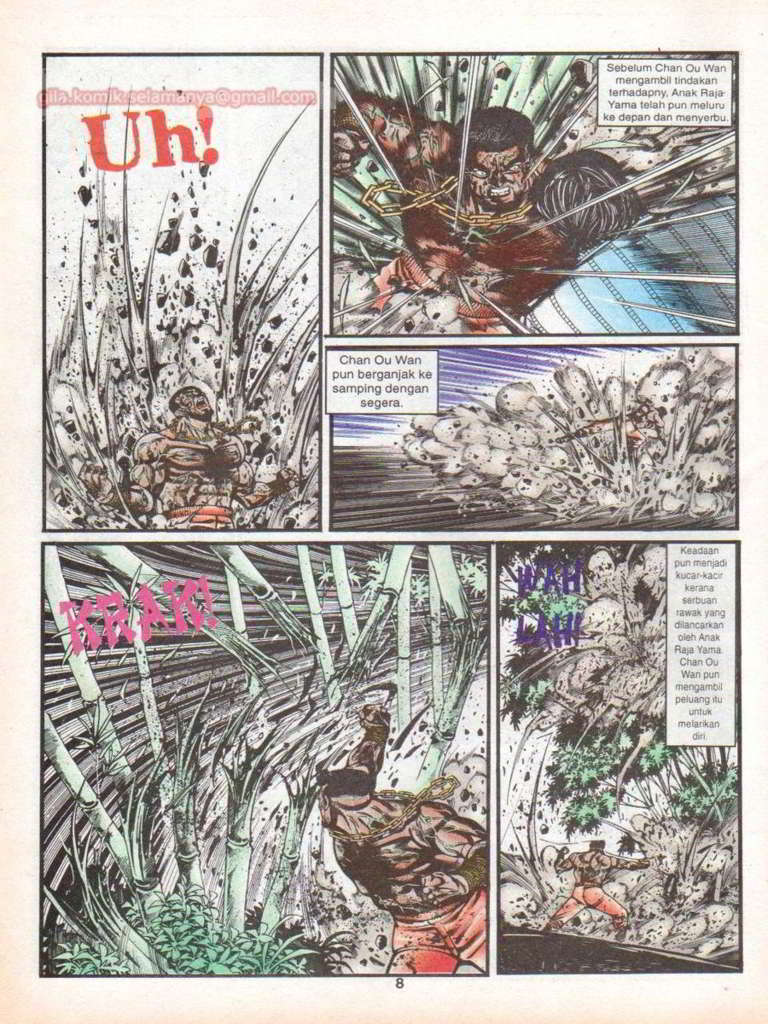 gila.komik.selamanya@gmail.com
Uh!
Sebelum Chan Ou Wan
mengambil tindakan
terhadapny, Anak Raja-
Yama telah pun meluru
ke depan dan menyerbu.
Chan Ou Wan
pun berganjak ke
samping dengan
segera.
KRAK!
WAH
LAH!
Keadaan
pun menjadi
kucar-kacir
kerana
serbuan
rawak yang
dilancarkan
oleh Anak
Raja Yama.
Chan Ou
Wan pun
mengambil
peluang itu
untuk
melarikan
diri.
8